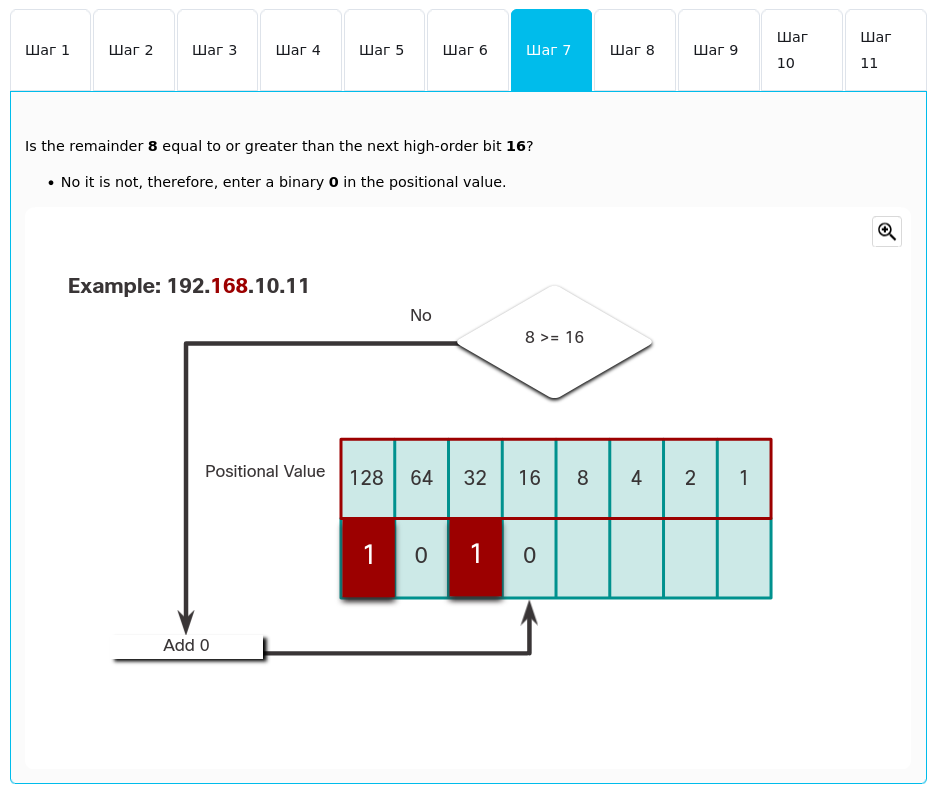 Шаг 1
Шаг 2
Шаг 3
Шаг 4
Шаг 5
Шаг 6
Шаг 7
Шаг 8
Шаг 9
Шаг
10
Шаг
11
Is the remainder 8 equal to or greater than the next high-order bit 16?
• No it is not, therefore, enter a binary 0 in the positional value.
Example: 192.168.10.11
No
8 >= 16
Positional Value
128 64 32 16 8 4 2 1
1 0 1 0
Add 0